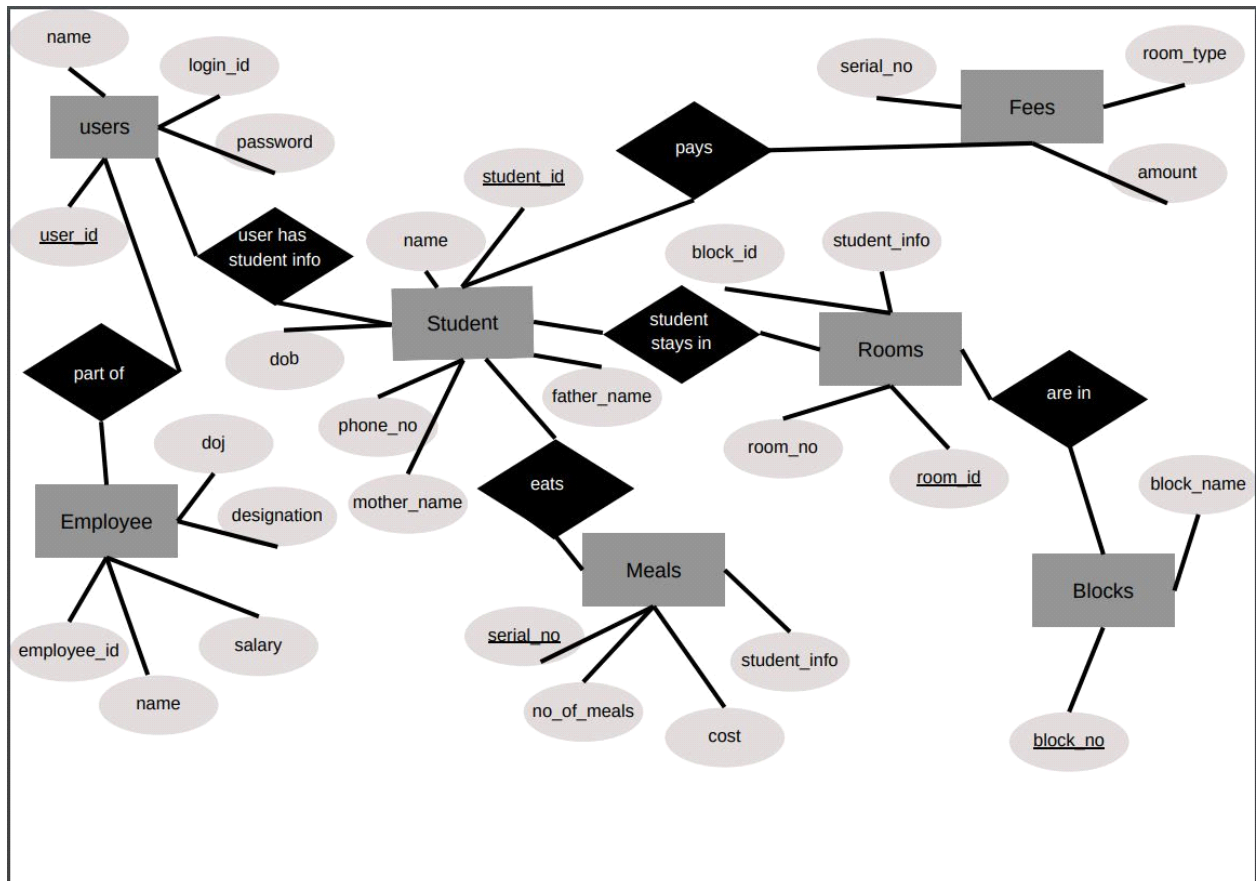 name
login_id
users
password
user_id
user has
student info
part of
serial_no
Fees
room_type
amount
pays
student_id
name
Student
dob
phone_no
mother_name
father_name
student
stays in
block_id
student_info
Rooms
room_no
room_id
are in
block_name
Blocks
block_no
doj
Employee
designation
employee_id
name
salary
eats
Meals
serial_no
no_of_meals
cost
student_info